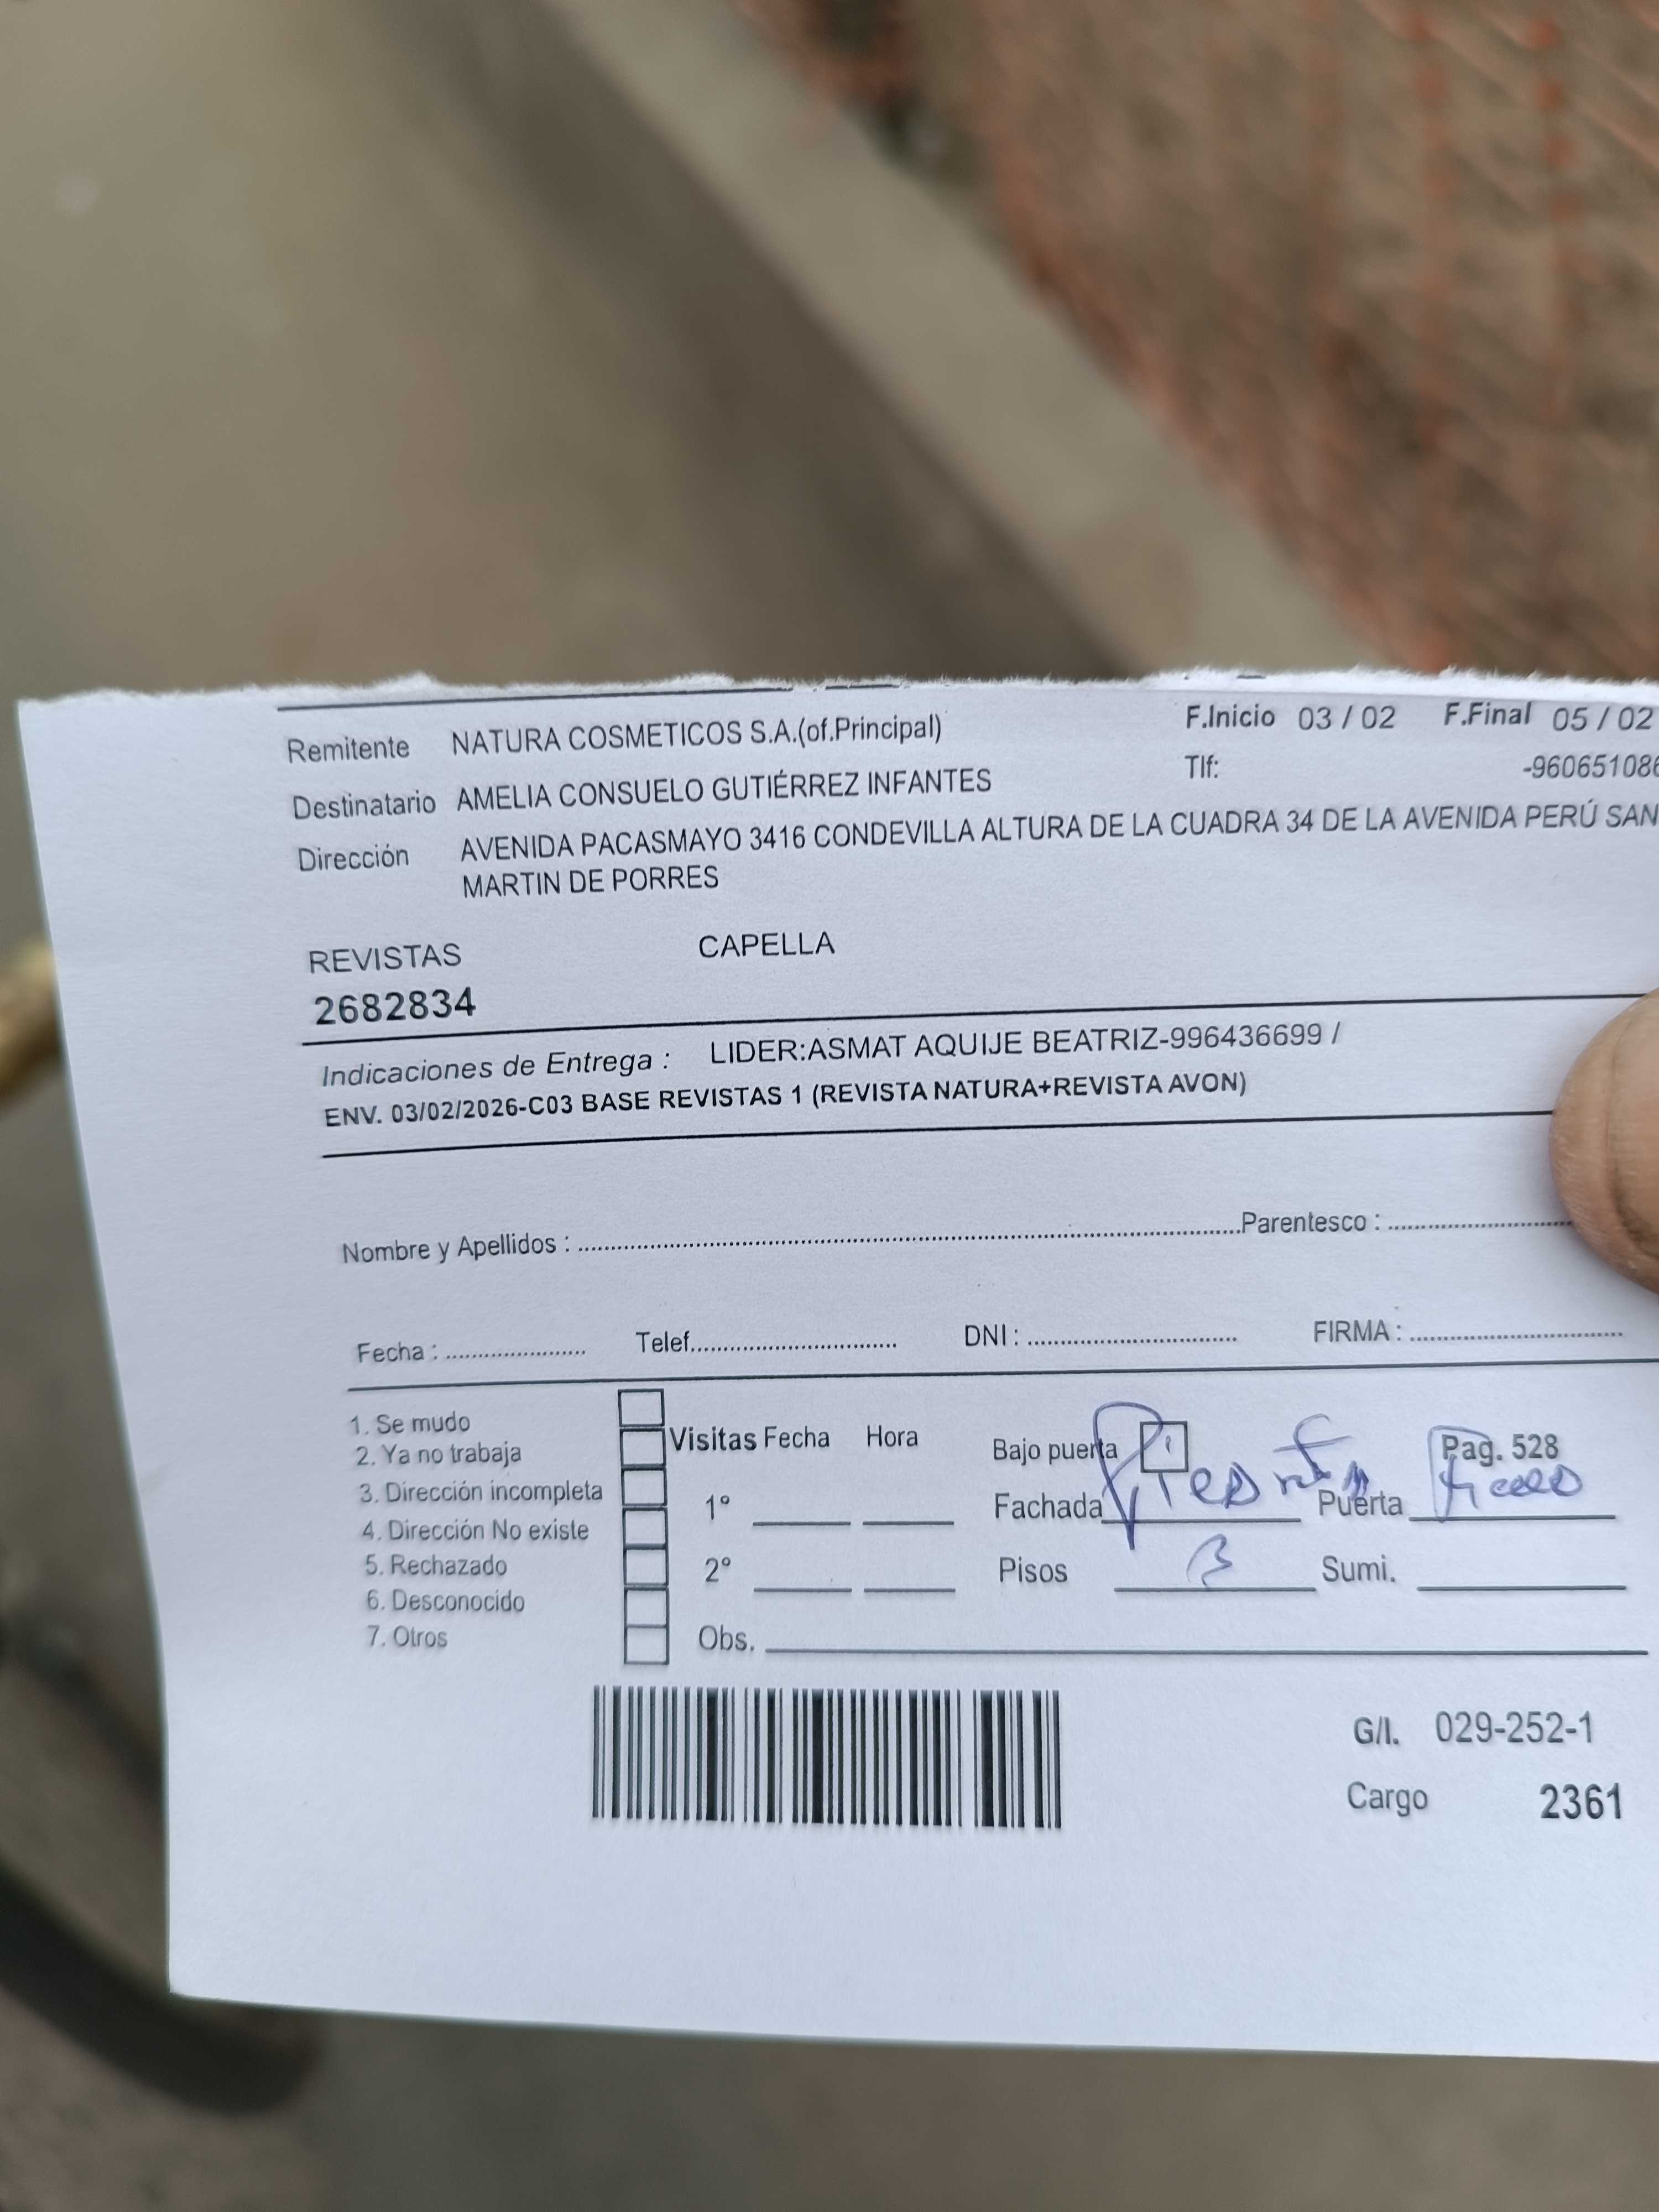 Remitente NATURA COSMETICOS S.A.(of.Principal) F.Inicio 03 / 02 F.Final 05 / 02
Destinatario AMELIA CONSUELO GUTIÉRREZ INFANTES Tlf: -960651086
Dirección AVENIDA PACASMAYO 3416 CONDEVILLA ALTURA DE LA CUADRA 34 DE LA AVENIDA PERÚ SAN
MARTIN DE PORRES
REVISTAS CAPELLA
2682834
Indicaciones de Entrega : LIDER:ASMAT AQUIJE BEATRIZ-996436699 /
ENV. 03/02/2026-C03 BASE REVISTAS 1 (REVISTA NATURA+REVISTA AVON)
Nombre y Apellidos : Parentesco :
Fecha : Telef. DNI : FIRMA :
1. Se mudo
2. Ya no trabaja
3. Dirección incompleta
4. Dirección No existe
5. Rechazado
6. Desconocido
7. Otros
Visitas Fecha Hora
1°
2°
Obs.
Bajo puerta Pag. 528
Fachada Puerta
Pisos 3 Sumi.
G/I. 029-252-1
Cargo 2361